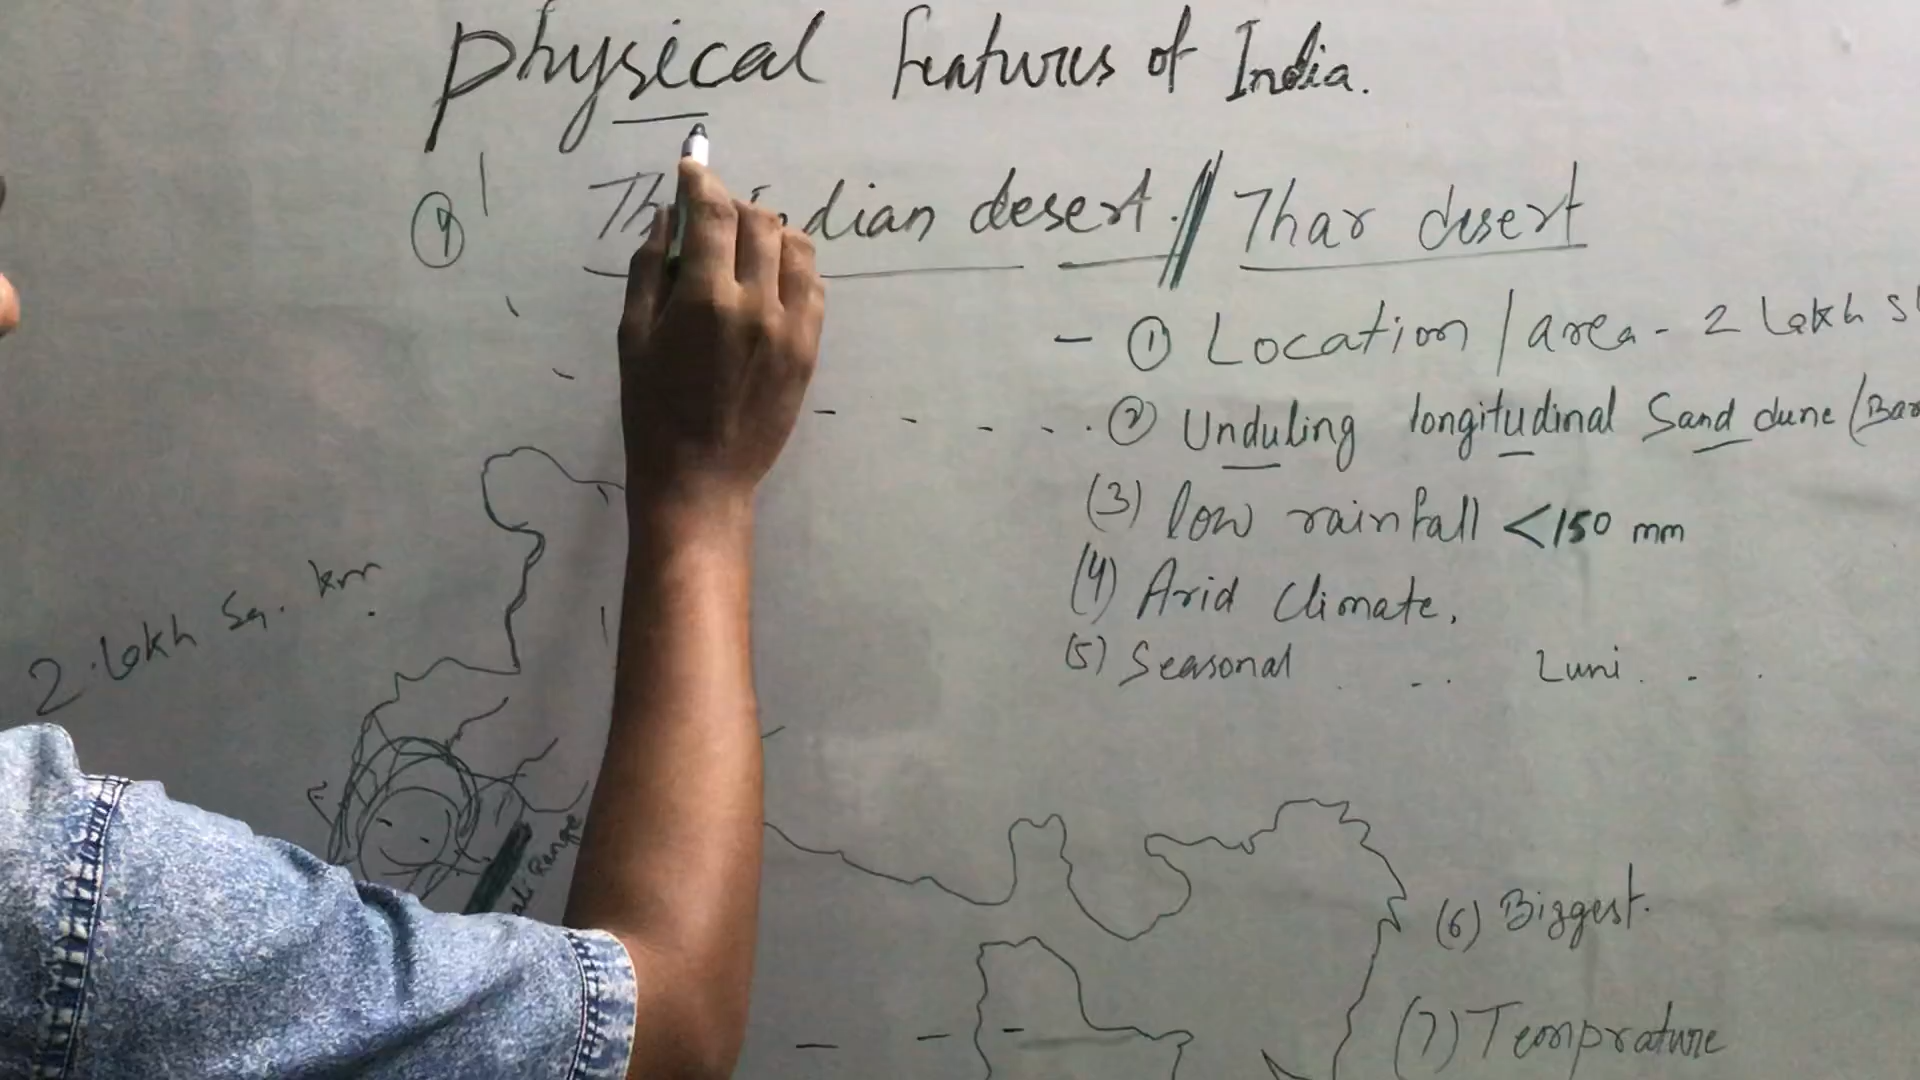 Physical Features of India.
(4) The indian desert. // Thar desert
- (1) Location / area - 2 Lakh
(2) Unduling longitudinal Sand dune (
(3) low rainfall <150 mm
(4) Arid Climate.
(5) Seasonal . . . Luni . . .
2 Lakh Sq. km
Range
(6) Biggest.
(7) Temprature